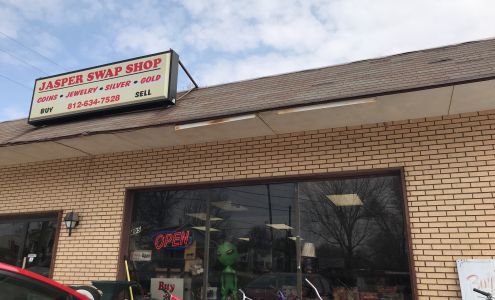 JASPER SWAP SHOP
COINS • JEWELRY • SILVER • GOLD
BUY 812-634-7528 SELL
OPEN
Buy